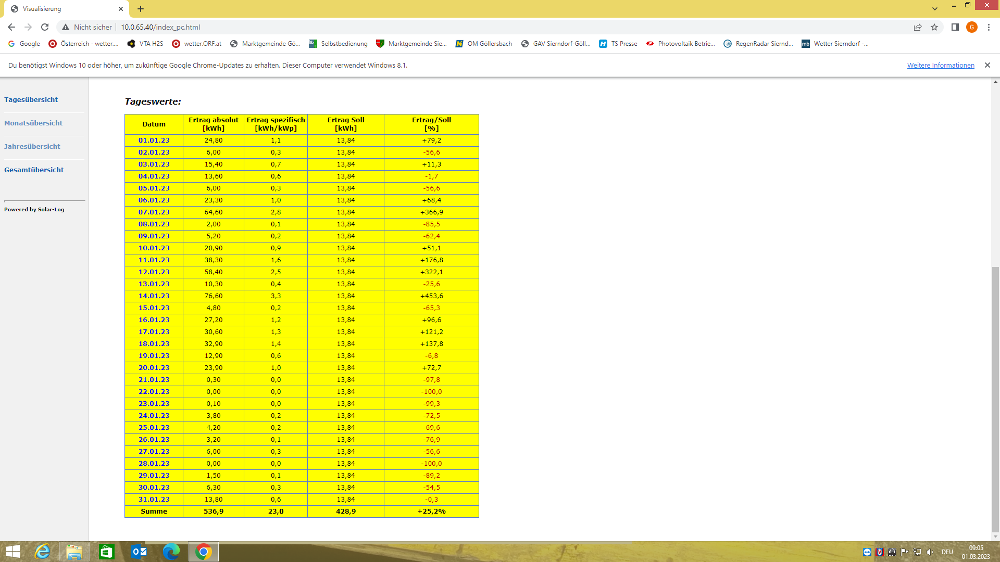 Visualisierung
Nicht sicher 10.0.65.40/index_pc.html
G
Google Österreich - wetter.... VTA H2S wetter.ORF.at Marktgemeinde Gö... Selbstbedienung Marktgemeinde Sie... OM Göllersbach GAV Sierndorf-Göll... TS Presse Photovoltaik Betrie... RegenRadar Siernd... mb Wetter Sierndorf -...
Du benötigst Windows 10 oder höher, um zukünftige Google Chrome-Updates zu erhalten. Dieser Computer verwendet Windows 8.1. Weitere Informationen
Tagesübersicht
Monatsübersicht
Jahresübersicht
Gesamtübersicht
Powered by Solar-Log
Tageswerte:
Datum Ertrag absolut [kWh] Ertrag spezifisch [kWh/kWp] Ertrag Soll [kWh] Ertrag/Soll [%]
01.01.23 24,80 1,1 13,84 +79,2
02.01.23 6,00 0,3 13,84 -56,6
03.01.23 15,40 0,7 13,84 +11,3
04.01.23 13,60 0,6 13,84 -1,7
05.01.23 6,00 0,3 13,84 -56,6
06.01.23 23,30 1,0 13,84 +68,4
07.01.23 64,60 2,8 13,84 +366,9
08.01.23 2,00 0,1 13,84 -85,5
09.01.23 5,20 0,2 13,84 -62,4
10.01.23 20,90 0,9 13,84 +51,1
11.01.23 38,30 1,6 13,84 +176,8
12.01.23 58,40 2,5 13,84 +322,1
13.01.23 10,30 0,4 13,84 -25,6
14.01.23 76,60 3,3 13,84 +453,6
15.01.23 4,80 0,2 13,84 -65,3
16.01.23 27,20 1,2 13,84 +96,6
17.01.23 30,60 1,3 13,84 +121,2
18.01.23 32,90 1,4 13,84 +137,8
19.01.23 12,90 0,6 13,84 -6,8
20.01.23 23,90 1,0 13,84 +72,7
21.01.23 0,30 0,0 13,84 -97,8
22.01.23 0,00 0,0 13,84 -100,0
23.01.23 0,10 0,0 13,84 -99,3
24.01.23 3,80 0,2 13,84 -72,5
25.01.23 4,20 0,2 13,84 -69,6
26.01.23 3,20 0,1 13,84 -76,9
27.01.23 6,00 0,3 13,84 -56,6
28.01.23 0,00 0,0 13,84 -100,0
29.01.23 1,50 0,1 13,84 -89,2
30.01.23 6,30 0,3 13,84 -54,5
31.01.23 13,80 0,6 13,84 -0,3
Summe 536,9 23,0 428,9 +25,2%
DEU
09:05
01.03.2023